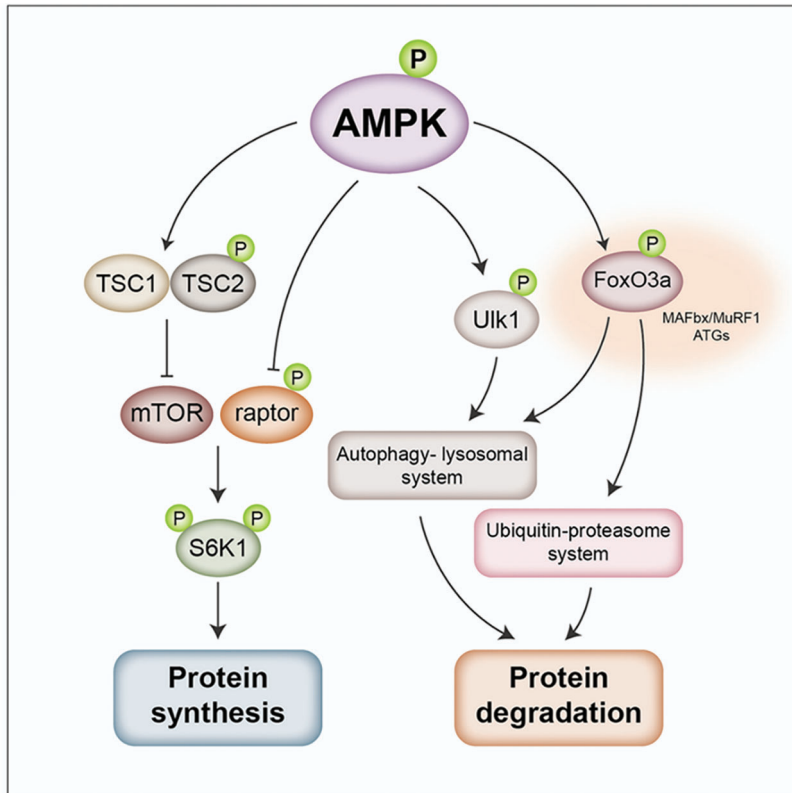 P
AMPK
P
TSC1
TSC2
P
Ulk1
P
FoxO3a
MAFbx/MuRF1
ATGs
mTOR
P
raptor
Autophagy- lysosomal
system
P
P
S6K1
Ubiquitin-proteasome
system
Protein
synthesis
Protein
degradation